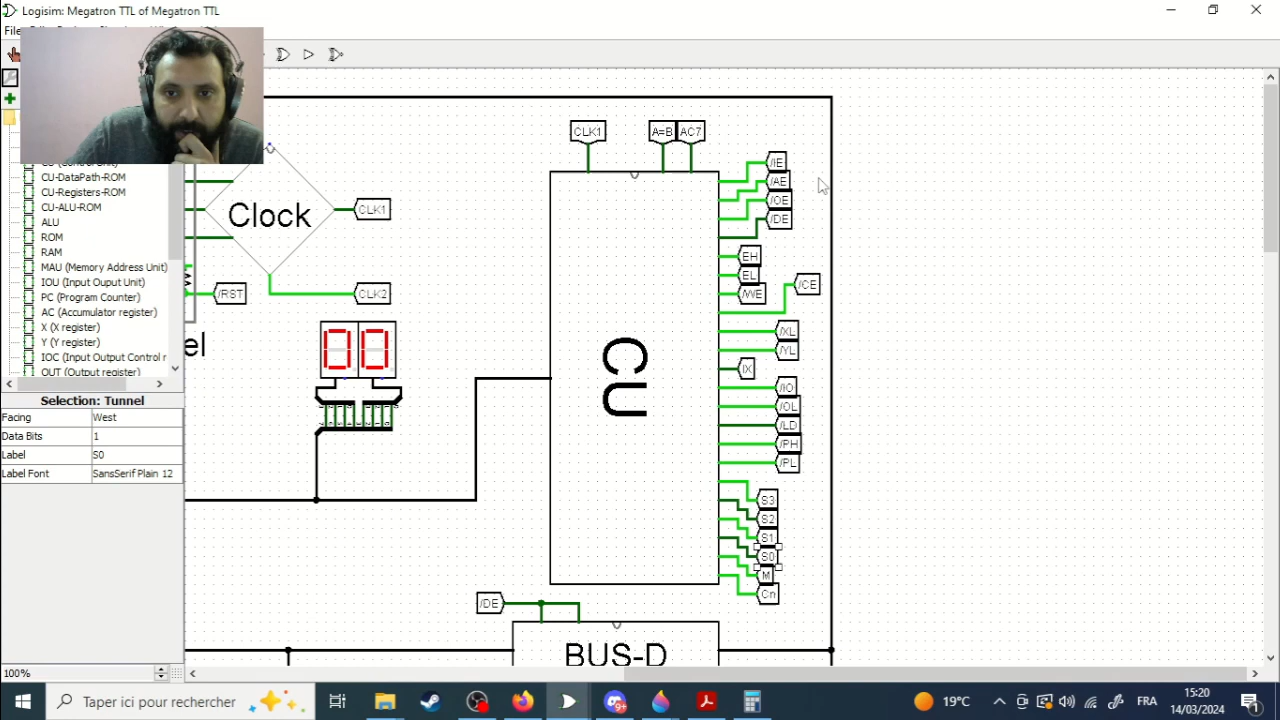 Logisim: Megatron TTL of Megatron TTL
File
CU-DataPath-ROM
CU-Registers-ROM
CU-ALU-ROM
ALU
ROM
RAM
MAU (Memory Address Unit)
IOU (Input Ouput Unit)
PC (Program Counter)
AC (Accumulator register)
X (X register)
Y (Y register)
IOC (Input Output Control r
OUT (Output register)
Selection: Tunnel
Facing West
Data Bits 1
Label S0
Label Font SansSerif Plain 12
100%
Clock
CLK1
CLK2
/RST
el
00
CLK1
A=B
AC7
CU
/IE
/AE
/OE
/DE
EH
EL
/WE
/CE
/XL
/YL
IX
/IO
/OL
/LD
/PH
/PL
S3
S2
S1
S0
M
Cn
/DE
BUS-D
Taper ici pour rechercher
9+
19°C
FRA
15:20
14/03/2024
1